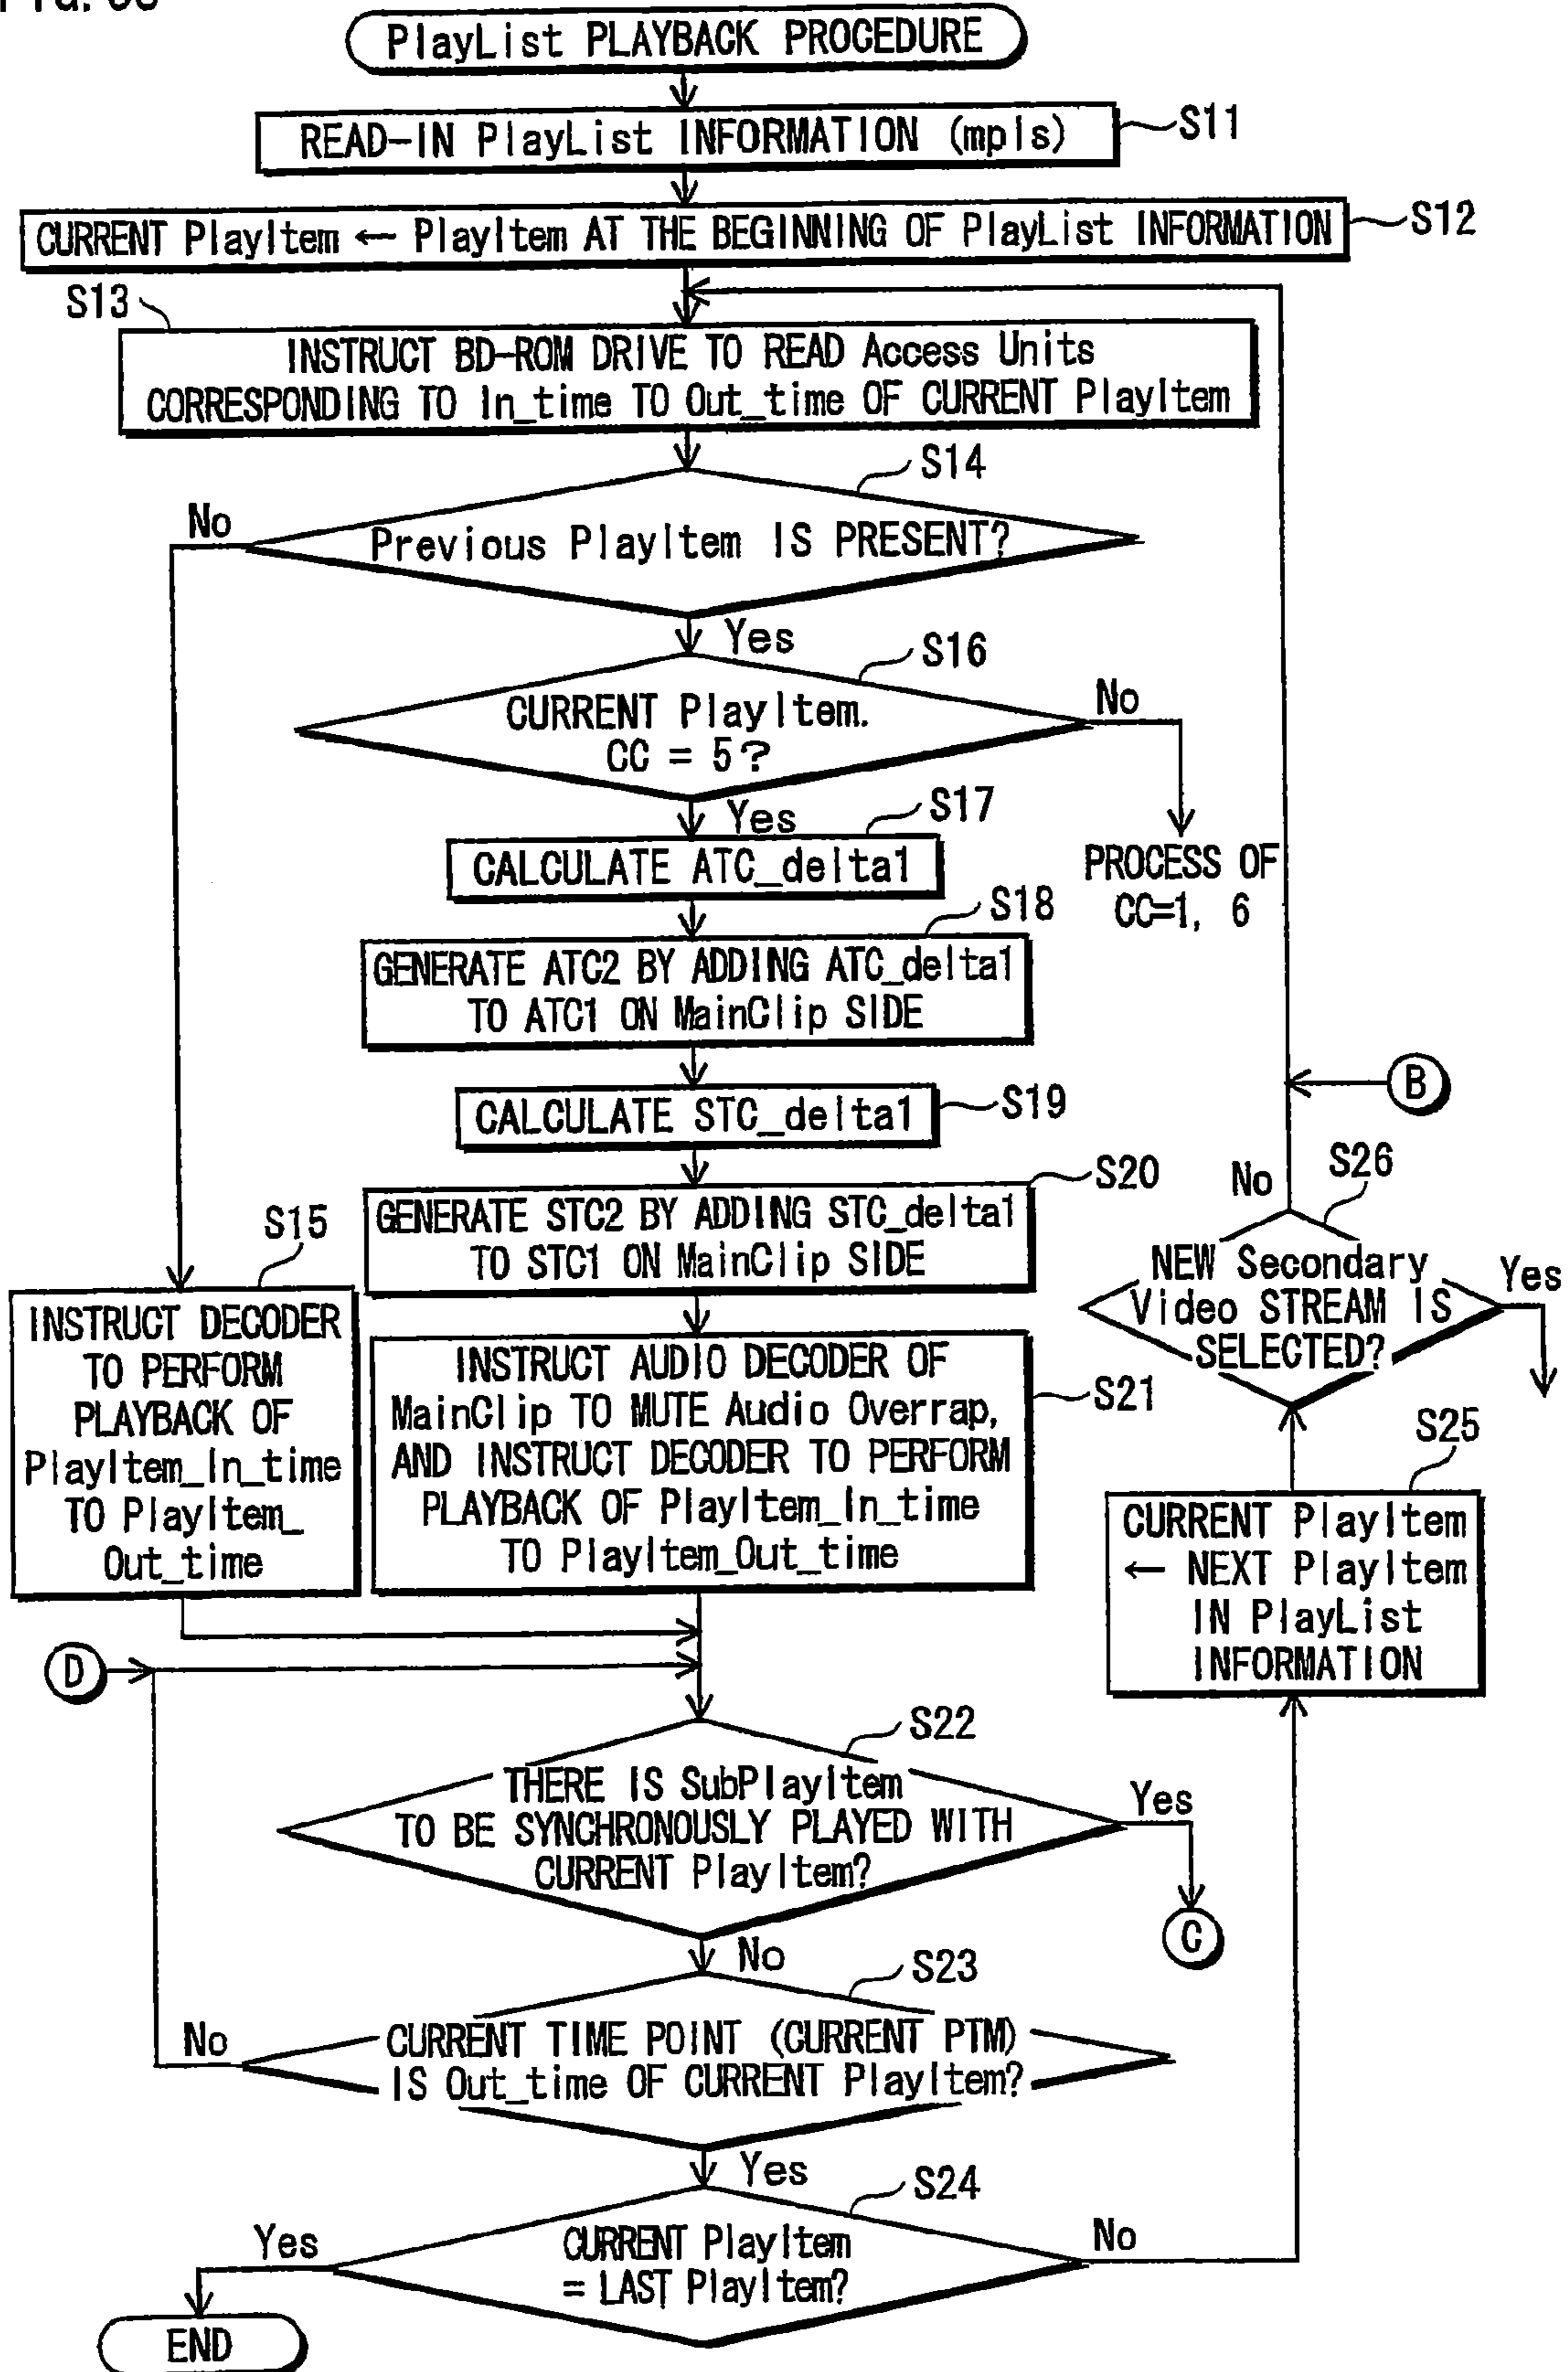 PlayList PLAYBACK PROCEDURE
READ-IN PlayList INFORMATION (mpls)
S11
CURRENT PlayItem ← PlayItem AT THE BEGINNING OF PlayList INFORMATION
S12
S13
INSTRUCT BD-ROM DRIVE TO READ Access Units
CORRESPONDING TO In_time TO Out_time OF CURRENT PlayItem
S14
No
Previous PlayItem IS PRESENT?
Yes
S16
CURRENT PlayItem.
CC = 5?
No
Yes
S17
CALCULATE ATC_delta1
PROCESS OF
CC=1, 6
S18
GENERATE ATC2 BY ADDING ATC_delta1
TO ATC1 ON MainClip SIDE
CALCULATE STC_delta1
S19
B
S20
GENERATE STC2 BY ADDING STC_delta1
TO STC1 ON MainClip SIDE
No
S26
NEW Secondary
Video STREAM IS
SELECTED?
Yes
S15
INSTRUCT DECODER
TO PERFORM
PLAYBACK OF
PlayItem_In_time
TO PlayItem_
Out_time
INSTRUCT AUDIO DECODER OF
MainClip TO MUTE Audio Overrap,
AND INSTRUCT DECODER TO PERFORM
PLAYBACK OF PlayItem_In_time
TO PlayItem_Out_time
S21
S25
CURRENT PlayItem
← NEXT PlayItem
IN PlayList
INFORMATION
D
S22
THERE IS SubPlayItem
TO BE SYNCHRONOUSLY PLAYED WITH
CURRENT PlayItem?
Yes
C
No
S23
CURRENT TIME POINT (CURRENT PTM)
IS Out_time OF CURRENT PlayItem?
No
Yes
S24
CURRENT PlayItem
= LAST PlayItem?
Yes
No
END